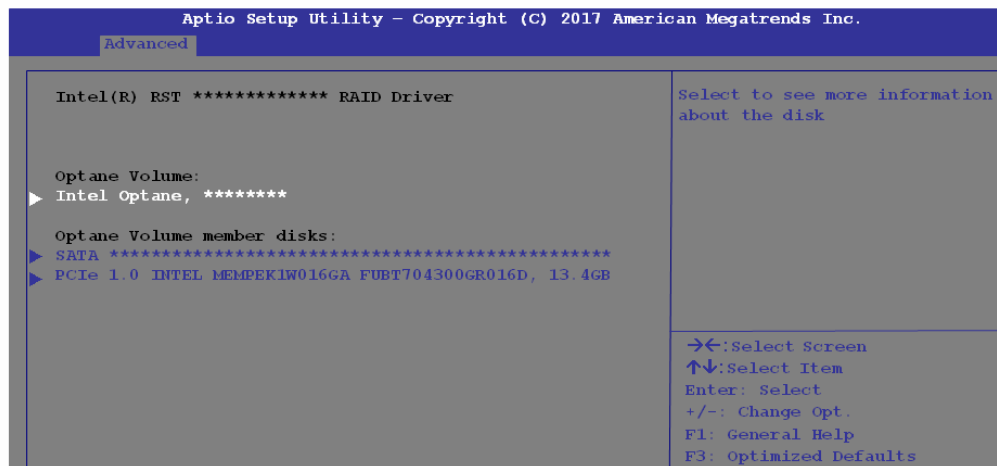 Aptio Setup Utility – Copyright (C) 2017 American Megatrends Inc.
Advanced
Intel(R) RST ************* RAID Driver
Optane Volume:
Intel Optane, ********
Optane Volume member disks:
SATA ************************************************
PCIe 1.0 INTEL MEMPEK1W016GA FUBT704300GR016D, 13.4GB
Select to see more information
about the disk
→←:Select Screen
↑↓:Select Item
Enter: Select
+/-: Change Opt.
F1: General Help
F3: Optimized Defaults